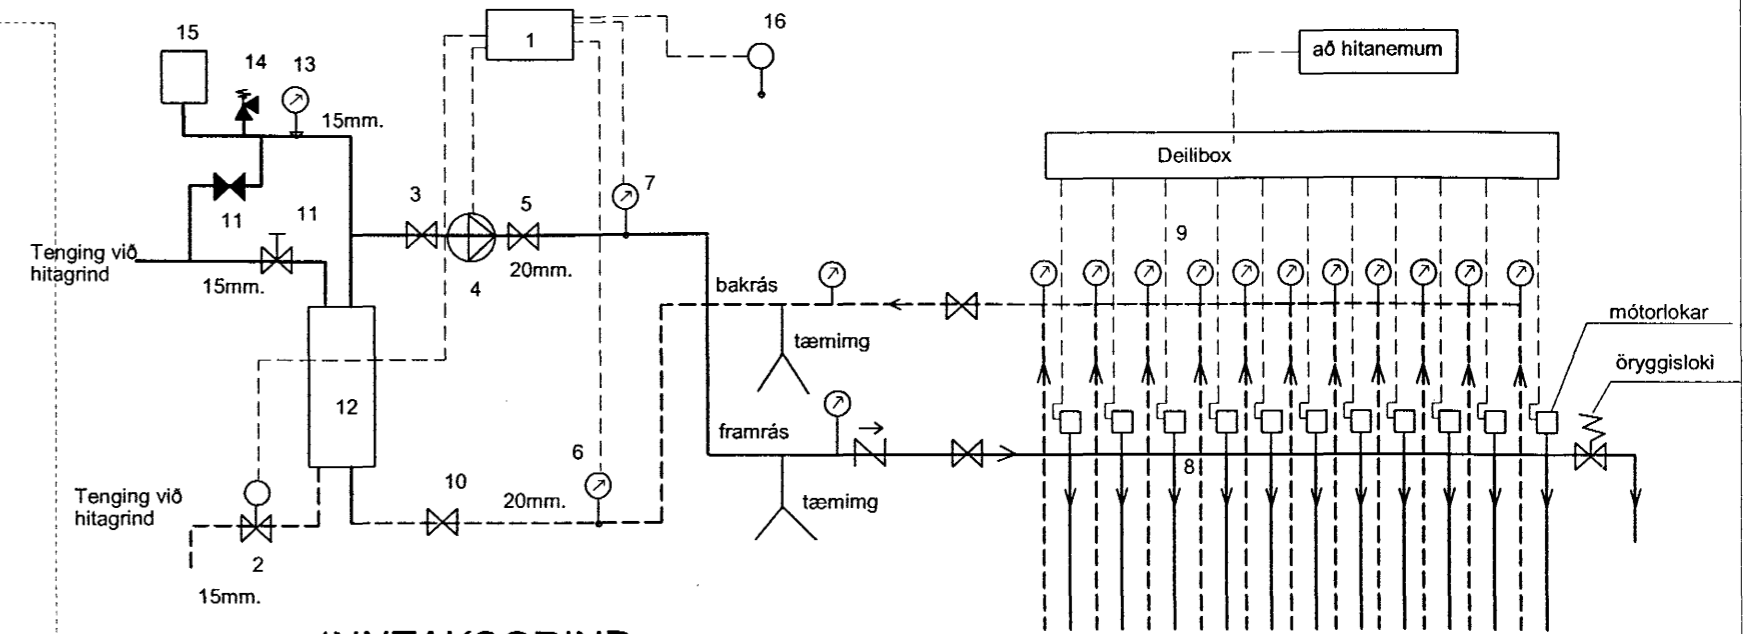 16
15
1
14
13
að hitanemum
15mm.
Deilibox
7
3
5
11
11
9
Tenging við
hitagrind
15mm.
20mm.
4
bakrás
mótorlokar
tæmimg
öryggisloki
12
framrás
6
8
10
Tenging við
hitagrind
20mm.
tæmimg
2
15mm.